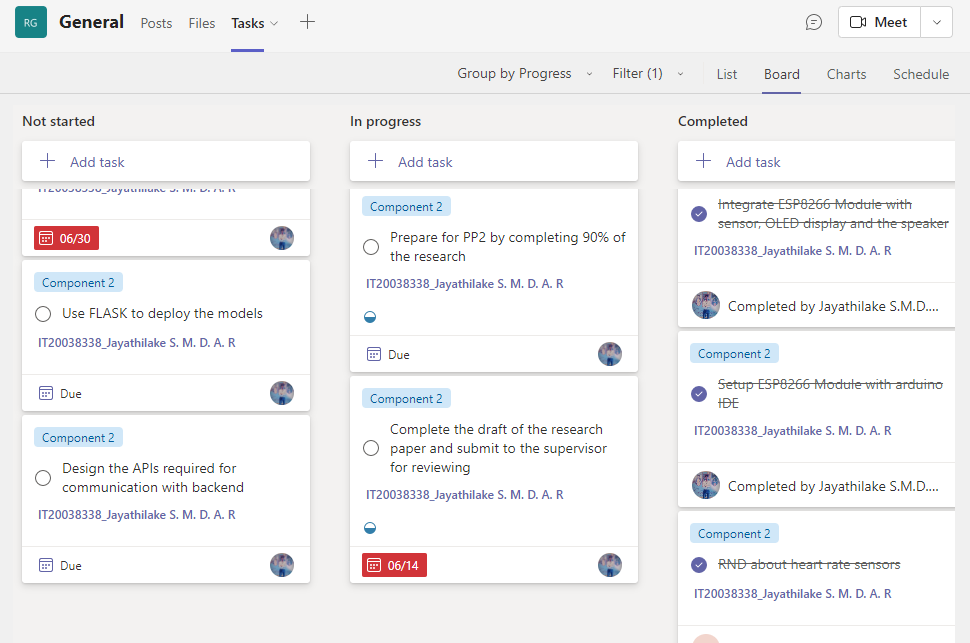 RG
General
Posts
Files
Tasks
Meet
Group by Progress
Filter (1)
List
Board
Charts
Schedule
Not started
Add task
IT20038338_Jayathilake S. M. D. A. R
06/30
Component 2
Use FLASK to deploy the models
IT20038338_Jayathilake S. M. D. A. R
Due
Component 2
Design the APIs required for
communication with backend
IT20038338_Jayathilake S. M. D. A. R
Due
In progress
Add task
Component 2
Prepare for PP2 by completing 90% of
the research
IT20038338_Jayathilake S. M. D. A. R
Due
Component 2
Complete the draft of the research
paper and submit to the supervisor
for reviewing
IT20038338_Jayathilake S. M. D. A. R
06/14
Completed
Add task
Integrate ESP8266 Module with
sensor, OLED display and the speaker
IT20038338_Jayathilake S. M. D. A. R
Completed by Jayathilake S.M.D....
Component 2
Setup ESP8266 Module with arduino
IDE
IT20038338_Jayathilake S. M. D. A. R
Completed by Jayathilake S.M.D....
Component 2
RND about heart rate sensors
IT20038338_Jayathilake S. M. D. A. R